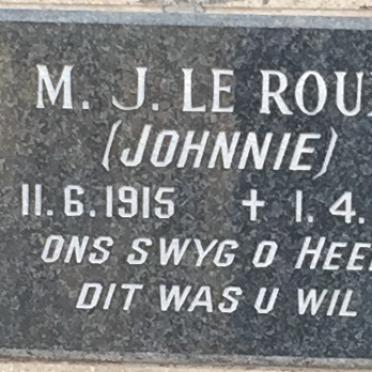 M. J. LE ROU
(JOHNNIE)
11.6.1915 ✝ 1.4.
ONS SWYG O HEE
DIT WAS U WIL